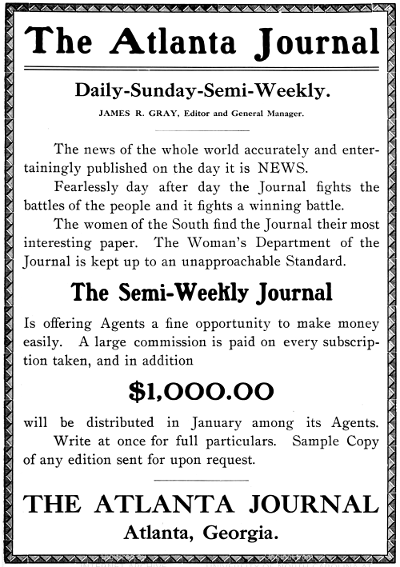 The Atlanta Journal
Daily-Sunday-Semi-Weekly.
JAMES R. GRAY, Editor and General Manager.
The news of the whole world accurately and enter-
tainingly published on the day it is NEWS.
Fearlessly day after day the Journal fights the
battles of the people and it fights a winning battle.
The women of the South find the Journal their most
interesting paper. The Woman's Department of the
Journal is kept up to an unapproachable Standard.
The Semi-Weekly Journal
Is offering Agents a fine opportunity to make money
easily. A large commission is paid on every subscrip-
tion taken, and in addition
$1,000.00
will be distributed in January among its Agents.
Write at once for full particulars. Sample Copy
of any edition sent for upon request.
THE ATLANTA JOURNAL
Atlanta, Georgia.